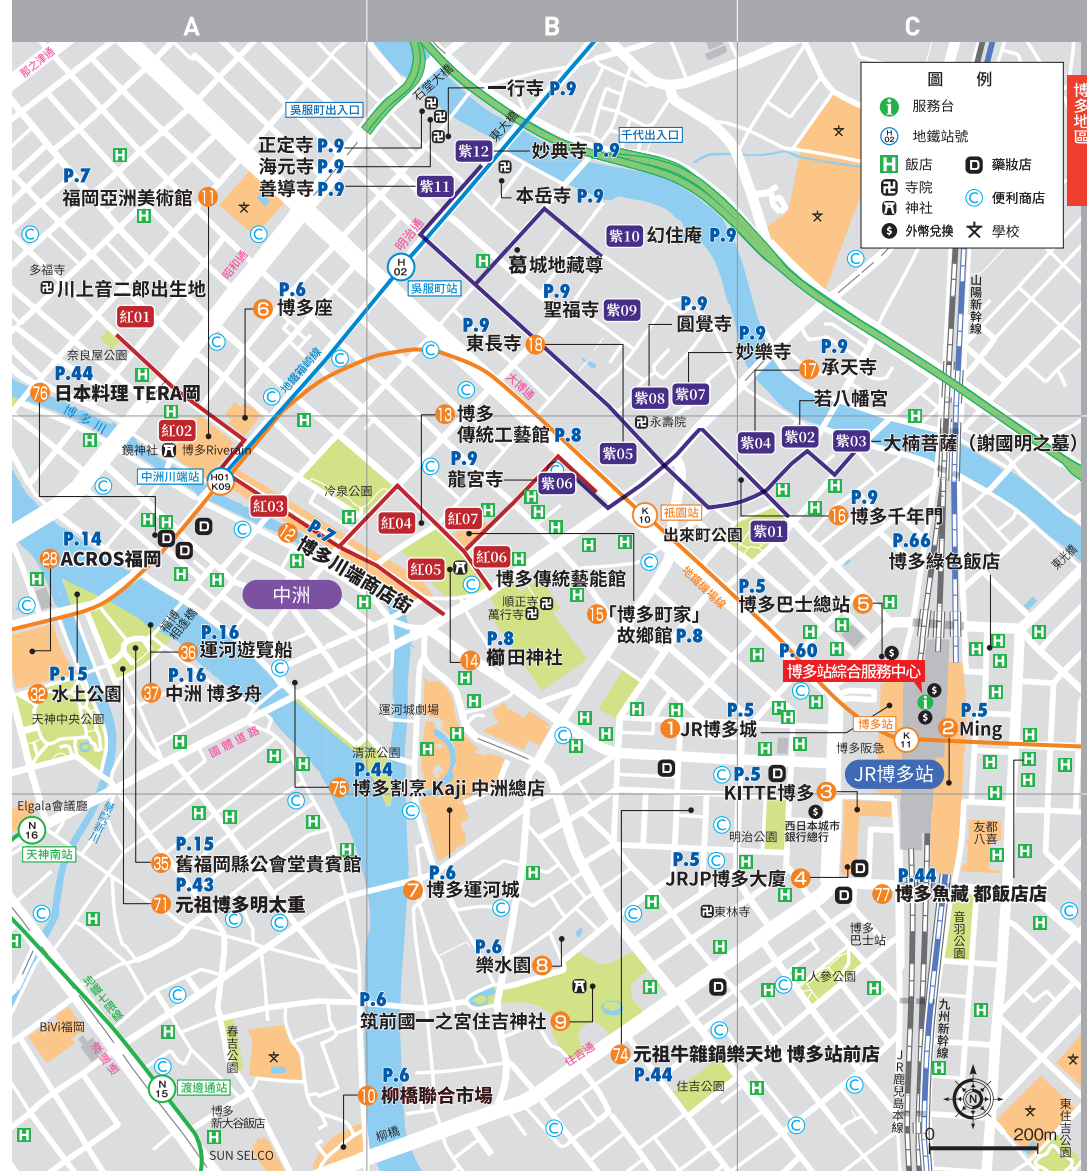 A
B
C
那之津通
石堂大橋
一行寺 P.9
吳服町出入口
東大橋
千代出入口
正定寺 P.9
海元寺 P.9
善導寺 P.9
紫12
妙典寺 P.9
紫11
本岳寺 P.9
圖 例
i 服務台
H 02 地鐵站號
H 飯店
D 藥妝店
寺院
神社
C 便利商店
$ 外幣兌換
文 學校
博多地區
P.7
福岡亞洲美術館 11
明治通
紫10 幻住庵 P.9
葛城地藏尊
昭和通
H 02
吳服町站
多福寺
川上音二郎出生地
紅01
P.6
6 博多座
P.9
聖福寺 紫09
P.9
圓覺寺
山陽新幹線
P.9
東長寺 18
P.9
妙樂寺
P.9
17 承天寺
奈良屋公園
地鐵箱崎線
P.44
76 日本料理 TERA岡
大博通
紫08
紫07
若八幡宮
博多川
13 博多
傳統工藝館 P.8
永壽院
紅02
鏡神社
博多Riverain
紫05
紫04
紫02
紫03
大楠菩薩（謝國明之墓）
中洲川端站
H01 K09
P.9
龍宮寺
紫06
冷泉公園
紅03
紅04
紅07
K 10
祇園站
紫01
出來町公園
P.9
16 博多千年門
12 P.7
博多川端商店街
P.14
28 ACROS福岡
紅05
紅06
博多傳統藝能館
P.66
博多綠色飯店
東光橋
地鐵機場線
中洲
順正寺
萬行寺
15「博多町家」
故鄉館 P.8
P.5
博多巴士總站 5
福博相逢橋
P.16
36 運河遊覽船
P.8
14 櫛田神社
P.60
博多站綜合服務中心
P.15
32 水上公園
P.16
37 中洲 博多舟
天神中央公園
運河城劇場
P.5
1 JR博多城
博多站
P.5
2 Ming
國體道路
博多阪急
K 11
清流公園
JR博多站
P.44
75 博多割烹 Kaji 中洲總店
P.5
KITTE博多 3
Elgala會議廳
N 16
天神南站
西日本城市
銀行總行
明治公園
友都
八喜
P.15
35 舊福岡縣公會堂貴賓館
P.43
71 元祖博多明太重
P.6
7 博多運河城
P.5
JRJP博多大廈 4
P.44
77 博多魚藏 都飯店店
東林寺
音羽公園
博多
巴士站
P.6
樂水園 8
人參公園
地鐵七隈線
P.6
筑前國一之宮住吉神社 9
九州新幹線
BiVi福岡
渡邊通
春吉公園
住吉通
74 元祖牛雜鍋樂天地 博多站前店
P.44
JR鹿兒島本線
住吉公園
N 15
渡邊通站
P.6
10 柳橋聯合市場
博多
新大谷飯店
柳橋
SUN SELCO
N
0 200m
東住吉公園